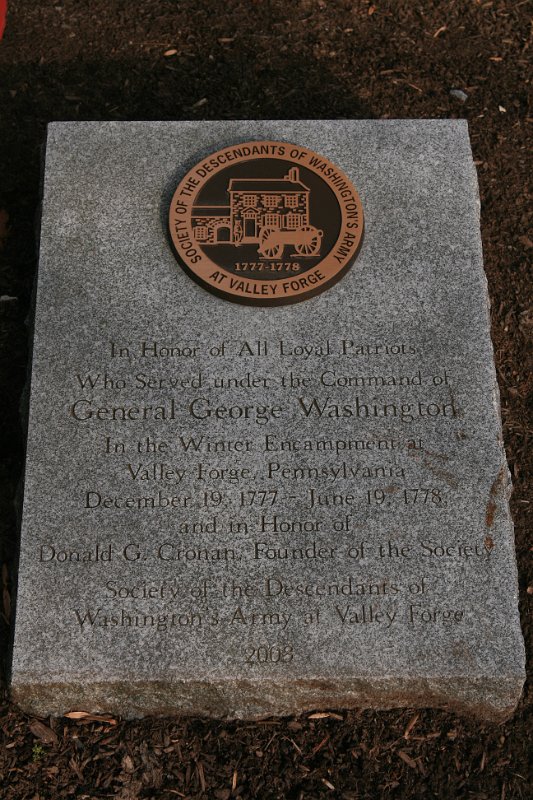 SOCIETY OF THE DESCENDANTS OF WASHINGTON'S ARMY
1777-1778
AT VALLEY FORGE
In Honor of All Loyal Patriots
Who Served under the Command of
General George Washington
In the Winter Encampment at
Valley Forge, Pennsylvania
December 19, 1777 - June 19, 1778
and in Honor of
Donald G. Cronan, Founder of the Society
Society of the Descendants of
Washington's Army at Valley Forge
2008